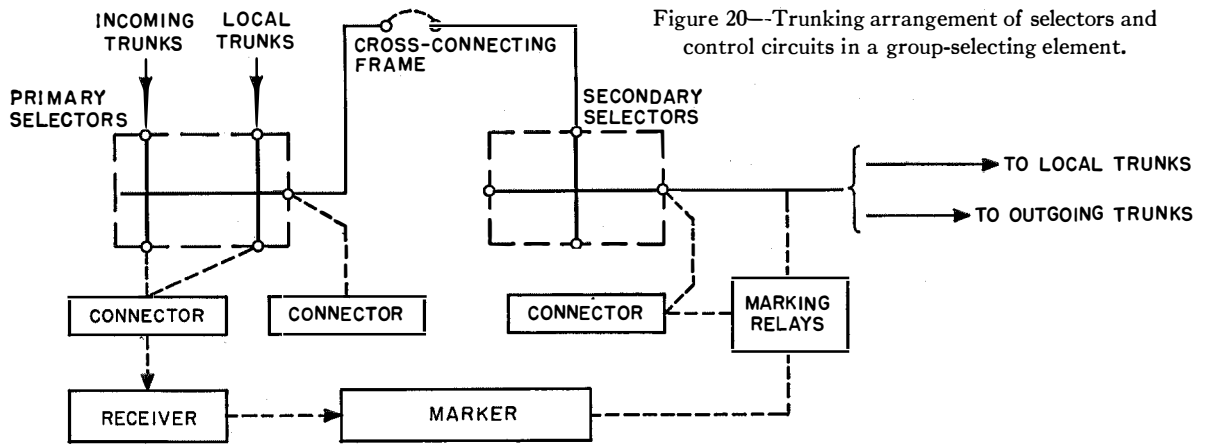 Figure 20—Trunking arrangement of selectors and
control circuits in a group-selecting element.
INCOMING
TRUNKS
LOCAL
TRUNKS
CROSS-CONNECTING
FRAME
PRIMARY
SELECTORS
SECONDARY
SELECTORS
TO LOCAL TRUNKS
TO OUTGOING TRUNKS
CONNECTOR
CONNECTOR
CONNECTOR
MARKING
RELAYS
RECEIVER
MARKER